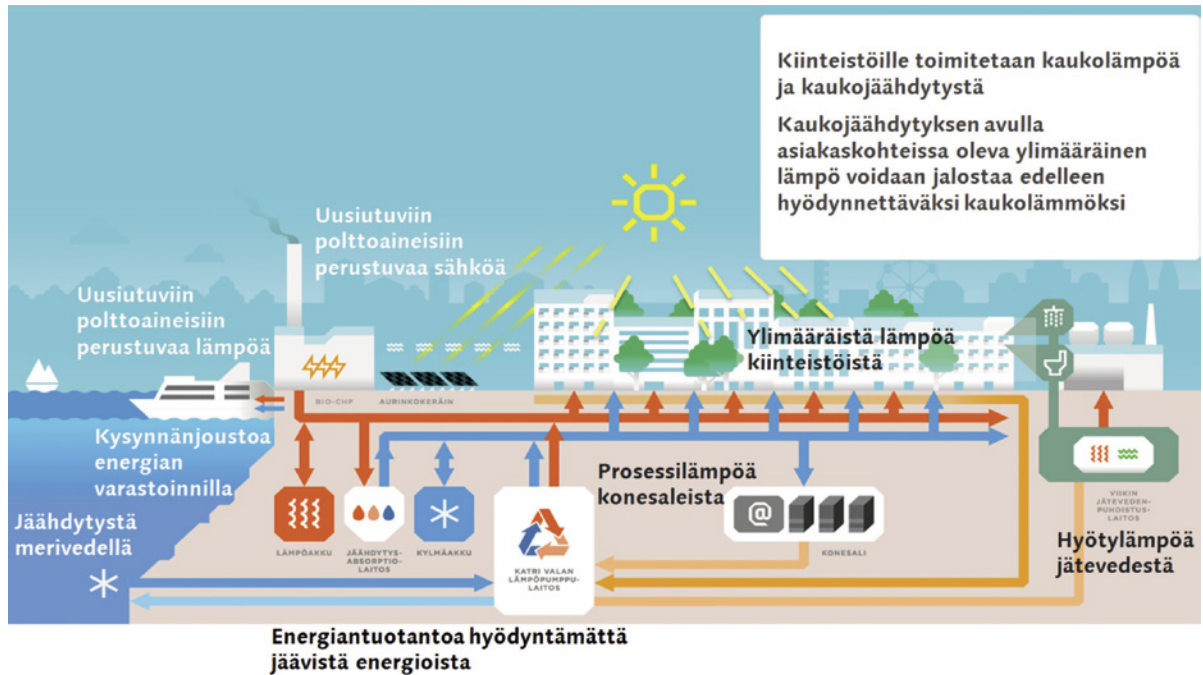 Kiinteistöille toimitetaan kaukolämpöä
ja kaukojäähdytystä
Kaukojäähdytyksen avulla
asiakaskohteissa oleva ylimääräinen
lämpö voidaan jalostaa edelleen
hyödynnettäväksi kaukolämmöksi
Uusiutuviin
polttoaineisiin
perustuvaa sähköä
Uusiutuviin
polttoaineisiin
perustuvaa lämpöä
Ylimääräistä lämpöä
kiinteistöistä
BIO-CHP
AURINKOKERÄIN
Kysynnänjoustoa
energian
varastoinnilla
Prosessilämpöä
konesaleista
Jäähdytystä
merivedellä
LÄMPÖAKKU
JÄÄHDYTYS-
ABSORPTIO-
LAITOS
KYLMÄAKKU
KATRI VALAN
LÄMPÖPUMPPU-
LAITOS
@
KONESALI
VIIKIN
JÄTEVEDEN-
PUHDISTUS-
LAITOS
Hyötylämpöä
jätevedestä
Energiantuotantoa hyödyntämättä
jäävistä energioista